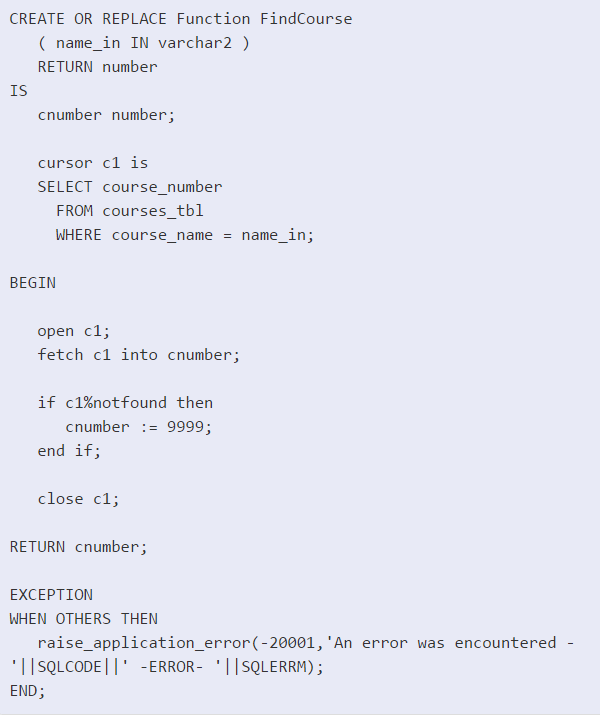 CREATE OR REPLACE Function FindCourse
   ( name_in IN varchar2 )
   RETURN number
IS
   cnumber number;

   cursor c1 is
   SELECT course_number
     FROM courses_tbl
     WHERE course_name = name_in;

BEGIN

   open c1;
   fetch c1 into cnumber;

   if c1%notfound then
      cnumber := 9999;
   end if;

   close c1;

RETURN cnumber;

EXCEPTION
WHEN OTHERS THEN
   raise_application_error(-20001,'An error was encountered -
'||SQLCODE||' -ERROR- '||SQLERRM);
END;